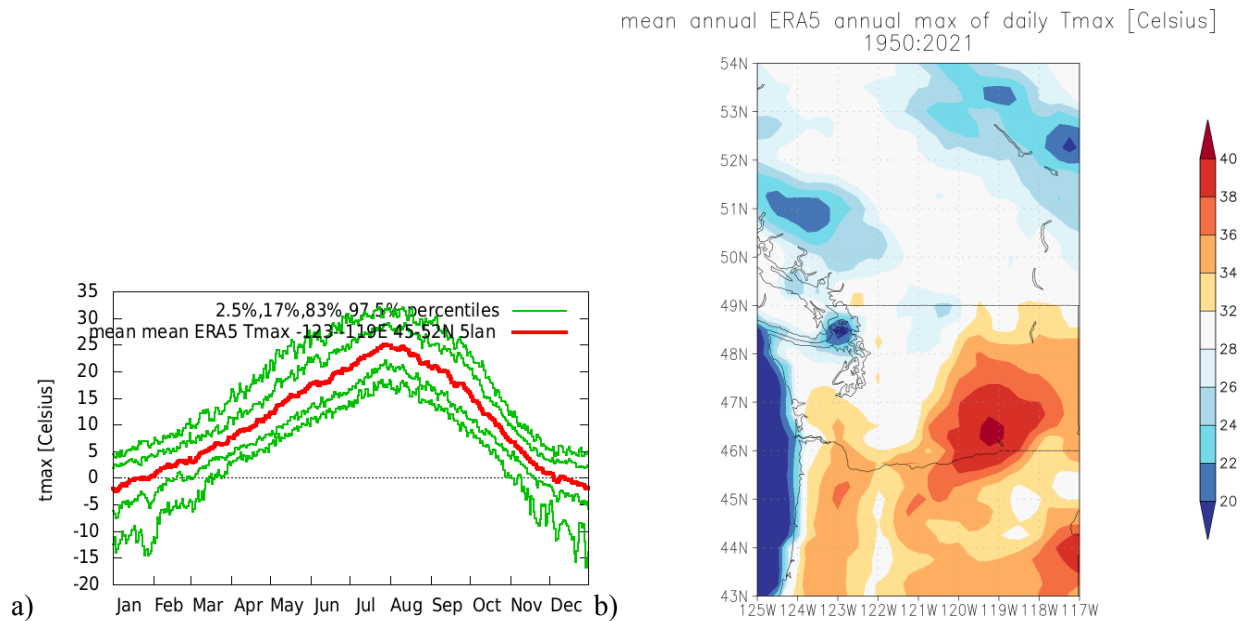 mean annual ERA5 annual max of daily Tmax [Celsius]
1950:2021
54N
53N
52N
51N
50N
49N
48N
47N
46N
45N
44N
43N
125W 124W 123W 122W 121W 120W 119W 118W 117W
40
38
36
34
32
28
26
24
22
20
35
30
25
20
15
10
5
0
-5
-10
-15
-20
tmax [Celsius]
2.5%,17%,83%,97.5% percentiles
mean mean ERA5 Tmax -123--119E 45-52N 5lan
Jan Feb Mar Apr May Jun Jul Aug Sep Oct Nov Dec
a)
b)